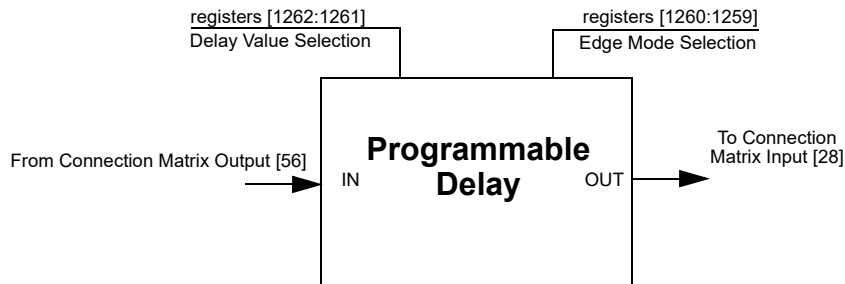 registers [1262:1261]
Delay Value Selection
registers [1260:1259]
Edge Mode Selection
From Connection Matrix Output [56]
IN
Programmable
Delay
OUT
To Connection
Matrix Input [28]